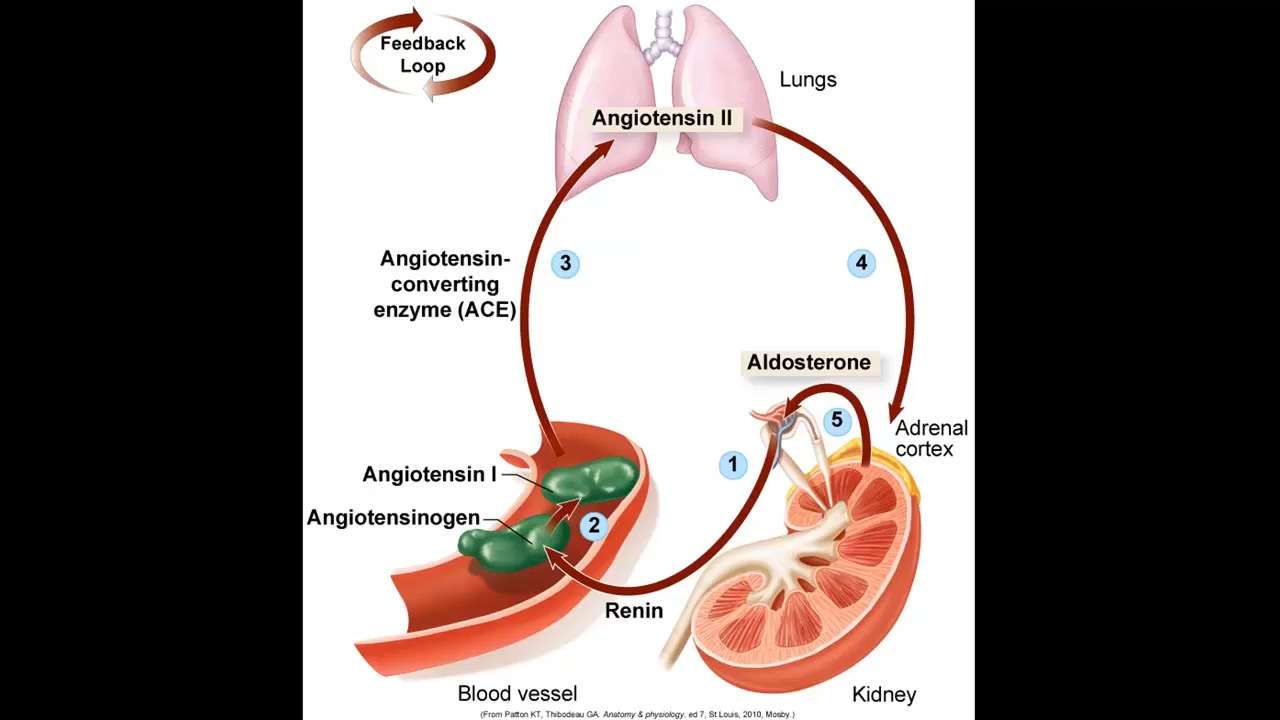 Feedback
Loop
Lungs
Angiotensin II
Angiotensin-
converting
enzyme (ACE)
3
4
Aldosterone
5
Adrenal
cortex
1
Angiotensin I
Angiotensinogen
2
Renin
Blood vessel
Kidney
(From Patton KT, Thibodeau GA: Anatomy & physiology. ed 7, St Louis, 2010, Mosby.)